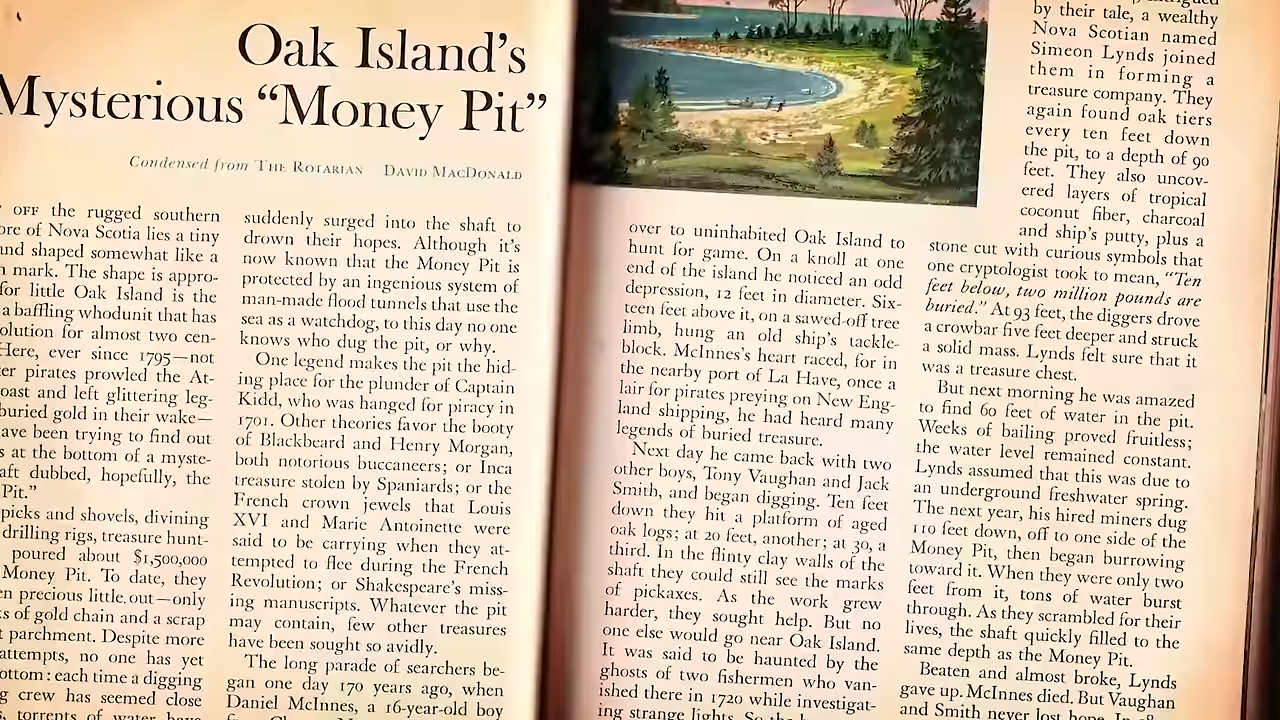 Oak Island's
Mysterious "Money Pit"
Condensed from THE ROTARIAN DAVID MACDONALD
OFF the rugged southern
of Nova Scotia lies a tiny
shaped somewhat like a
mark. The shape is appro-
for little Oak Island is the
a baffling whodunit that has
for almost two cen-
Here, ever since 1795—not
pirates prowled the At-
and left glittering leg-
buried gold in their wake—
been trying to find out
at the bottom of a myste-
dubbed, hopefully, the
Pit."
picks and shovels, divining
drilling rigs, treasure hunt-
poured about $1,500,000
Money Pit. To date, they
precious little out—only
of gold chain and a scrap
parchment. Despite more
attempts, no one has yet
each time a digging
crew has seemed close
torrents of water have
suddenly surged into the shaft to
drown their hopes. Although it's
now known that the Money Pit is
protected by an ingenious system of
man-made flood tunnels that use the
sea as a watchdog, to this day no one
knows who dug the pit, or why.
One legend makes the pit the hid-
ing place for the plunder of Captain
Kidd, who was hanged for piracy in
1701. Other theories favor the booty
of Blackbeard and Henry Morgan,
both notorious buccaneers; or Inca
treasure stolen by Spaniards; or the
French crown jewels that Louis
XVI and Marie Antoinette were
said to be carrying when they at-
tempted to flee during the French
Revolution; or Shakespeare's miss-
ing manuscripts. Whatever the pit
may contain, few other treasures
have been sought so avidly.
The long parade of searchers be-
gan one day 170 years ago, when
Daniel McInnes, a 16-year-old boy
over to uninhabited Oak Island to
hunt for game. On a knoll at one
end of the island he noticed an odd
depression, 12 feet in diameter. Six-
teen feet above it, on a sawed-off tree
limb, hung an old ship's tackle-
block. McInnes's heart raced, for in
the nearby port of La Have, once a
lair for pirates preying on New Eng-
land shipping, he had heard many
legends of buried treasure.
Next day he came back with two
other boys, Tony Vaughan and Jack
Smith, and began digging. Ten feet
down they hit a platform of aged
oak logs; at 20 feet, another; at 30, a
third. In the flinty clay walls of the
shaft they could still see the marks
of pickaxes. As the work grew
harder, they sought help. But no
one else would go near Oak Island.
It was said to be haunted by the
ghosts of two fishermen who van-
ished there in 1720 while investigat-
ing strange lights. So the
by their tale, a wealthy
Nova Scotian named
Simeon Lynds joined
them in forming a
treasure company. They
again found oak tiers
every ten feet down
the pit, to a depth of 90
feet. They also uncov-
ered layers of tropical
coconut fiber, charcoal
and ship's putty, plus a
stone cut with curious symbols that
one cryptologist took to mean, "Ten
feet below, two million pounds are
buried." At 93 feet, the diggers drove
a crowbar five feet deeper and struck
a solid mass. Lynds felt sure that it
was a treasure chest.
But next morning he was amazed
to find 60 feet of water in the pit.
Weeks of bailing proved fruitless;
the water level remained constant.
Lynds assumed that this was due to
an underground freshwater spring.
The next year, his hired miners dug
110 feet down, off to one side of the
Money Pit, then began burrowing
toward it. When they were only two
feet from it, tons of water burst
through. As they scrambled for their
lives, the shaft quickly filled to the
same depth as the Money Pit.
Beaten and almost broke, Lynds
gave up. McInnes died. But Vaughan
and Smith never lost hope.